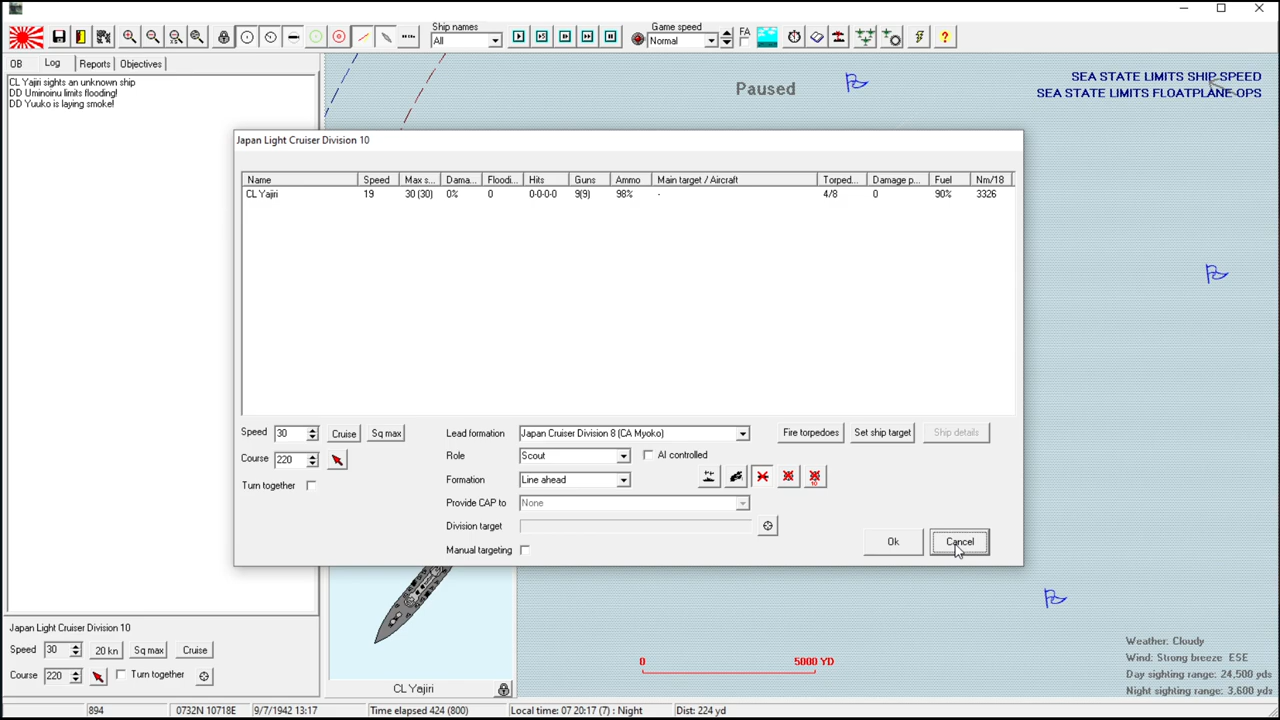 Ship names
All
Game speed
Normal
FA
OB
Log
Reports
Objectives
CL Yajiri sights an unknown ship
DD Uminoinu limits flooding!
DD Yuuko is laying smoke!
Paused
SEA STATE LIMITS SHIP SPEED
SEA STATE LIMITS FLOATPLANE OPS
Japan Light Cruiser Division 10
Name Speed Max s... Dama... Floodi... Hits Guns Ammo Main target / Aircraft Torped... Damage p... Fuel Nm/18
CL Yajiri 19 30 (30) 0% 0 0-0-0-0 9(9) 98% - 4/8 0 90% 3326
Speed 30 Cruise Sq max
Course 220
Turn together
Lead formation Japan Cruiser Division 8 (CA Myoko)
Role Scout AI controlled
Formation Line ahead
Provide CAP to None
Division target
Manual targeting
Fire torpedoes Set ship target Ship details
10
Ok Cancel
Japan Light Cruiser Division 10
Speed 30 20 kn Sq max Cruise
Course 220 Turn together
CL Yajiri
0 5000 YD
Weather: Cloudy
Wind: Strong breeze ESE
Day sighting range: 24,500 yds
Night sighting range: 3,600 yds
894 0732N 10718E 9/7/1942 13:17 Time elapsed 424 (800) Local time: 07 20:17 (7) : Night Dist: 224 yd